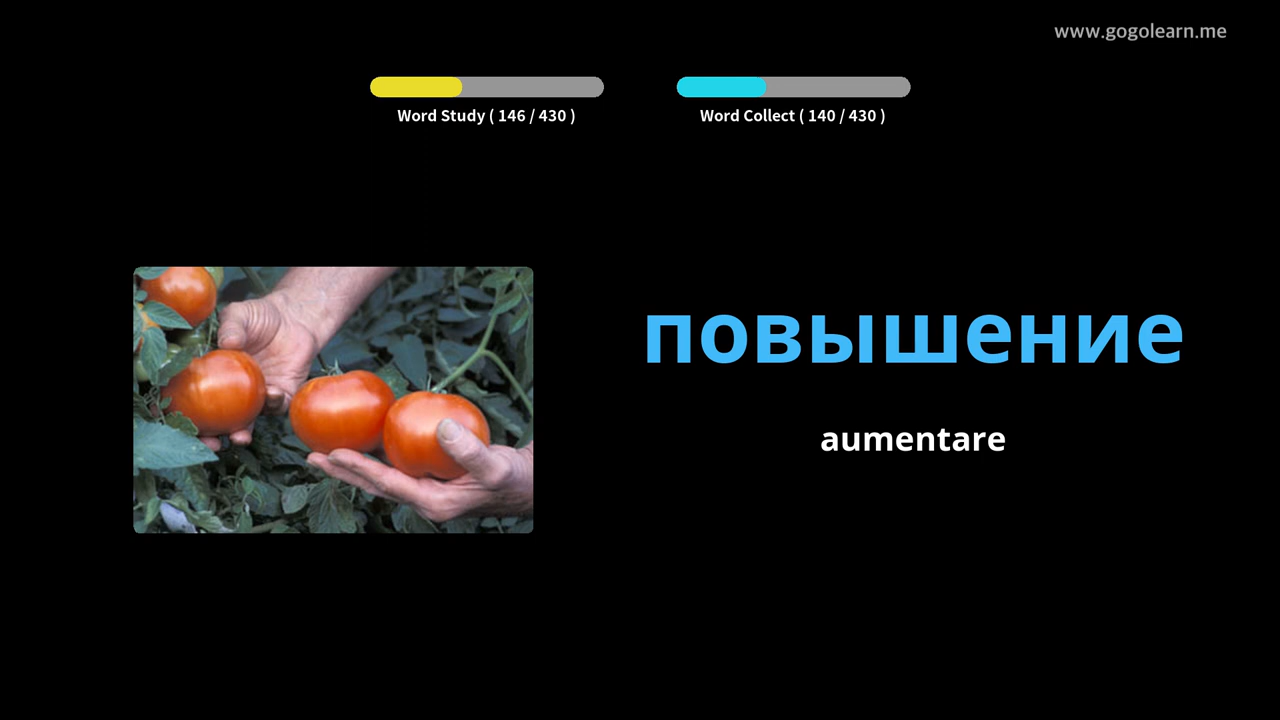 www.gogolearn.me
Word Study ( 146 / 430 )
Word Collect ( 140 / 430 )
повышение
aumentare